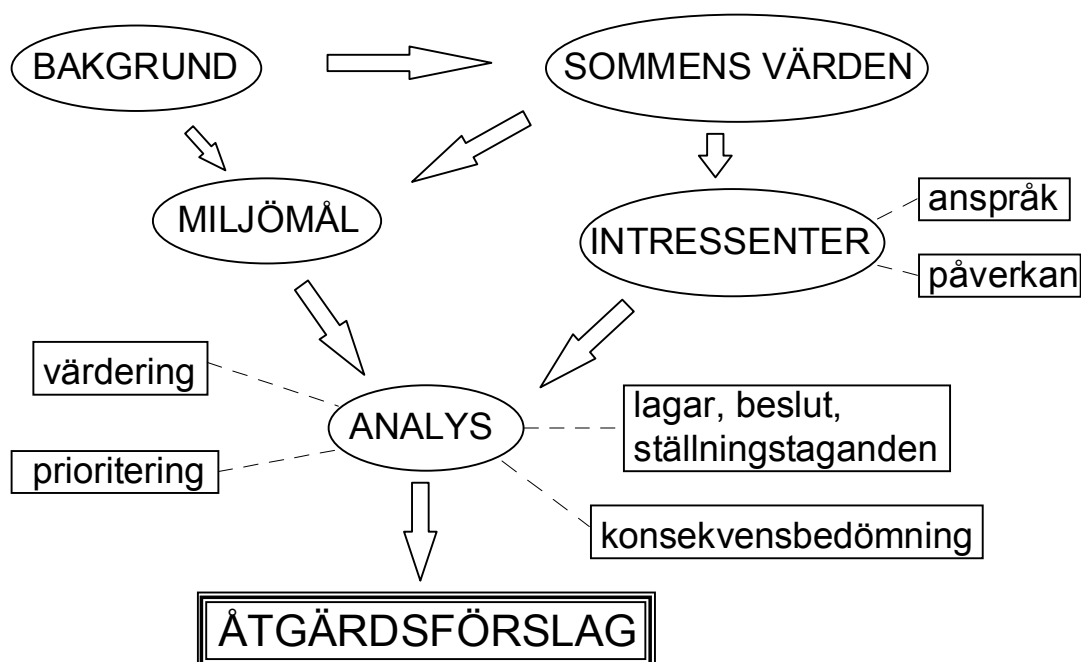 BAKGRUND
SOMMENS VÄRDEN
MILJÖMÅL
INTRESSENTER
anspråk
påverkan
värdering
prioritering
ANALYS
lagar, beslut,
ställningstaganden
konsekvensbedömning
ÅTGÄRDSFÖRSLAG